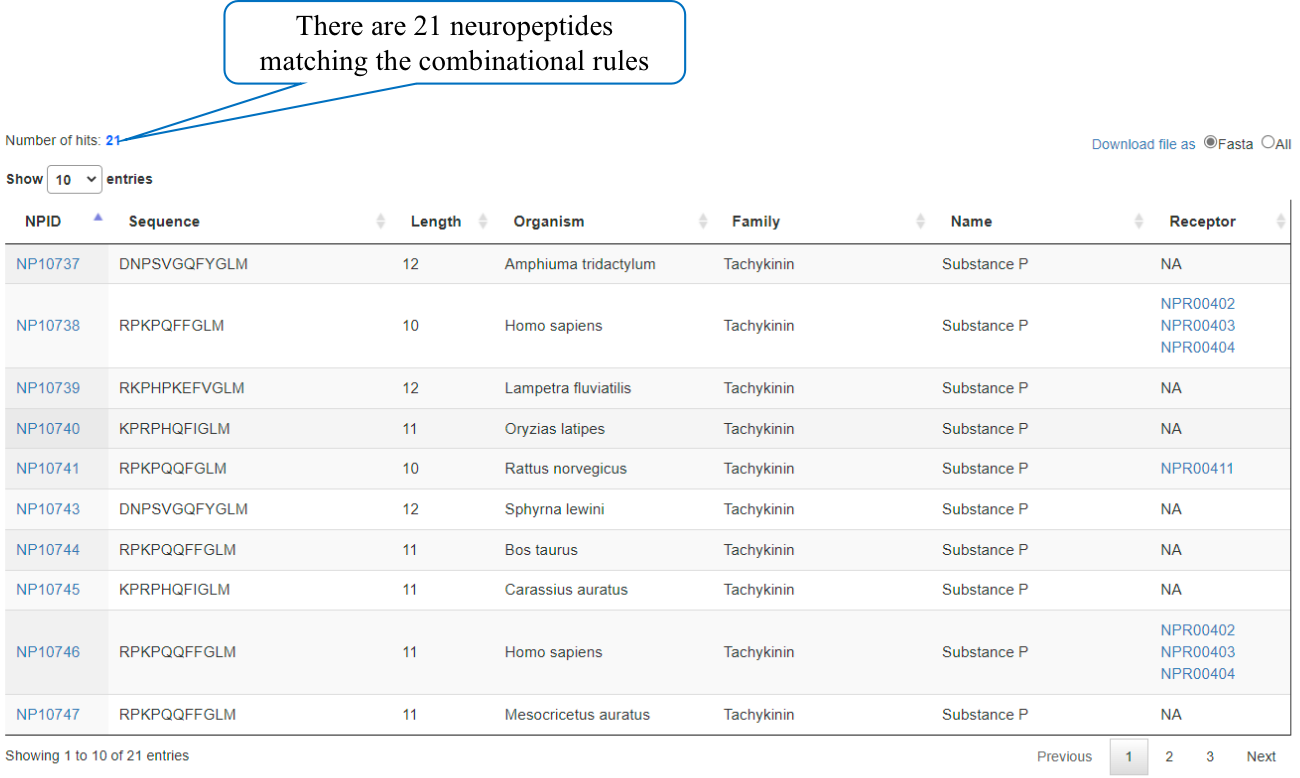 There are 21 neuropeptides
matching the combinational rules
Number of hits: 21
Download file as Fasta All
Show 10 entries
NPID Sequence Length Organism Family Name Receptor
NP10737 DNPSVGQFYGLM 12 Amphiuma tridactylum Tachykinin Substance P NA
NPR00402
NP10738 RPKPQFFGLM 10 Homo sapiens Tachykinin Substance P NPR00403
NPR00404
NP10739 RKPHPKEFVGLM 12 Lampetra fluviatilis Tachykinin Substance P NA
NP10740 KPRPHQFIGLM 11 Oryzias latipes Tachykinin Substance P NA
NP10741 RPKPQQFGLM 10 Rattus norvegicus Tachykinin Substance P NPR00411
NP10743 DNPSVGQFYGLM 12 Sphyrna lewini Tachykinin Substance P NA
NP10744 RPKPQQFFGLM 11 Bos taurus Tachykinin Substance P NA
NP10745 KPRPHQFIGLM 11 Carassius auratus Tachykinin Substance P NA
NPR00402
NP10746 RPKPQQFFGLM 11 Homo sapiens Tachykinin Substance P NPR00403
NPR00404
NP10747 RPKPQQFFGLM 11 Mesocricetus auratus Tachykinin Substance P NA
Showing 1 to 10 of 21 entries
Previous 1 2 3 Next